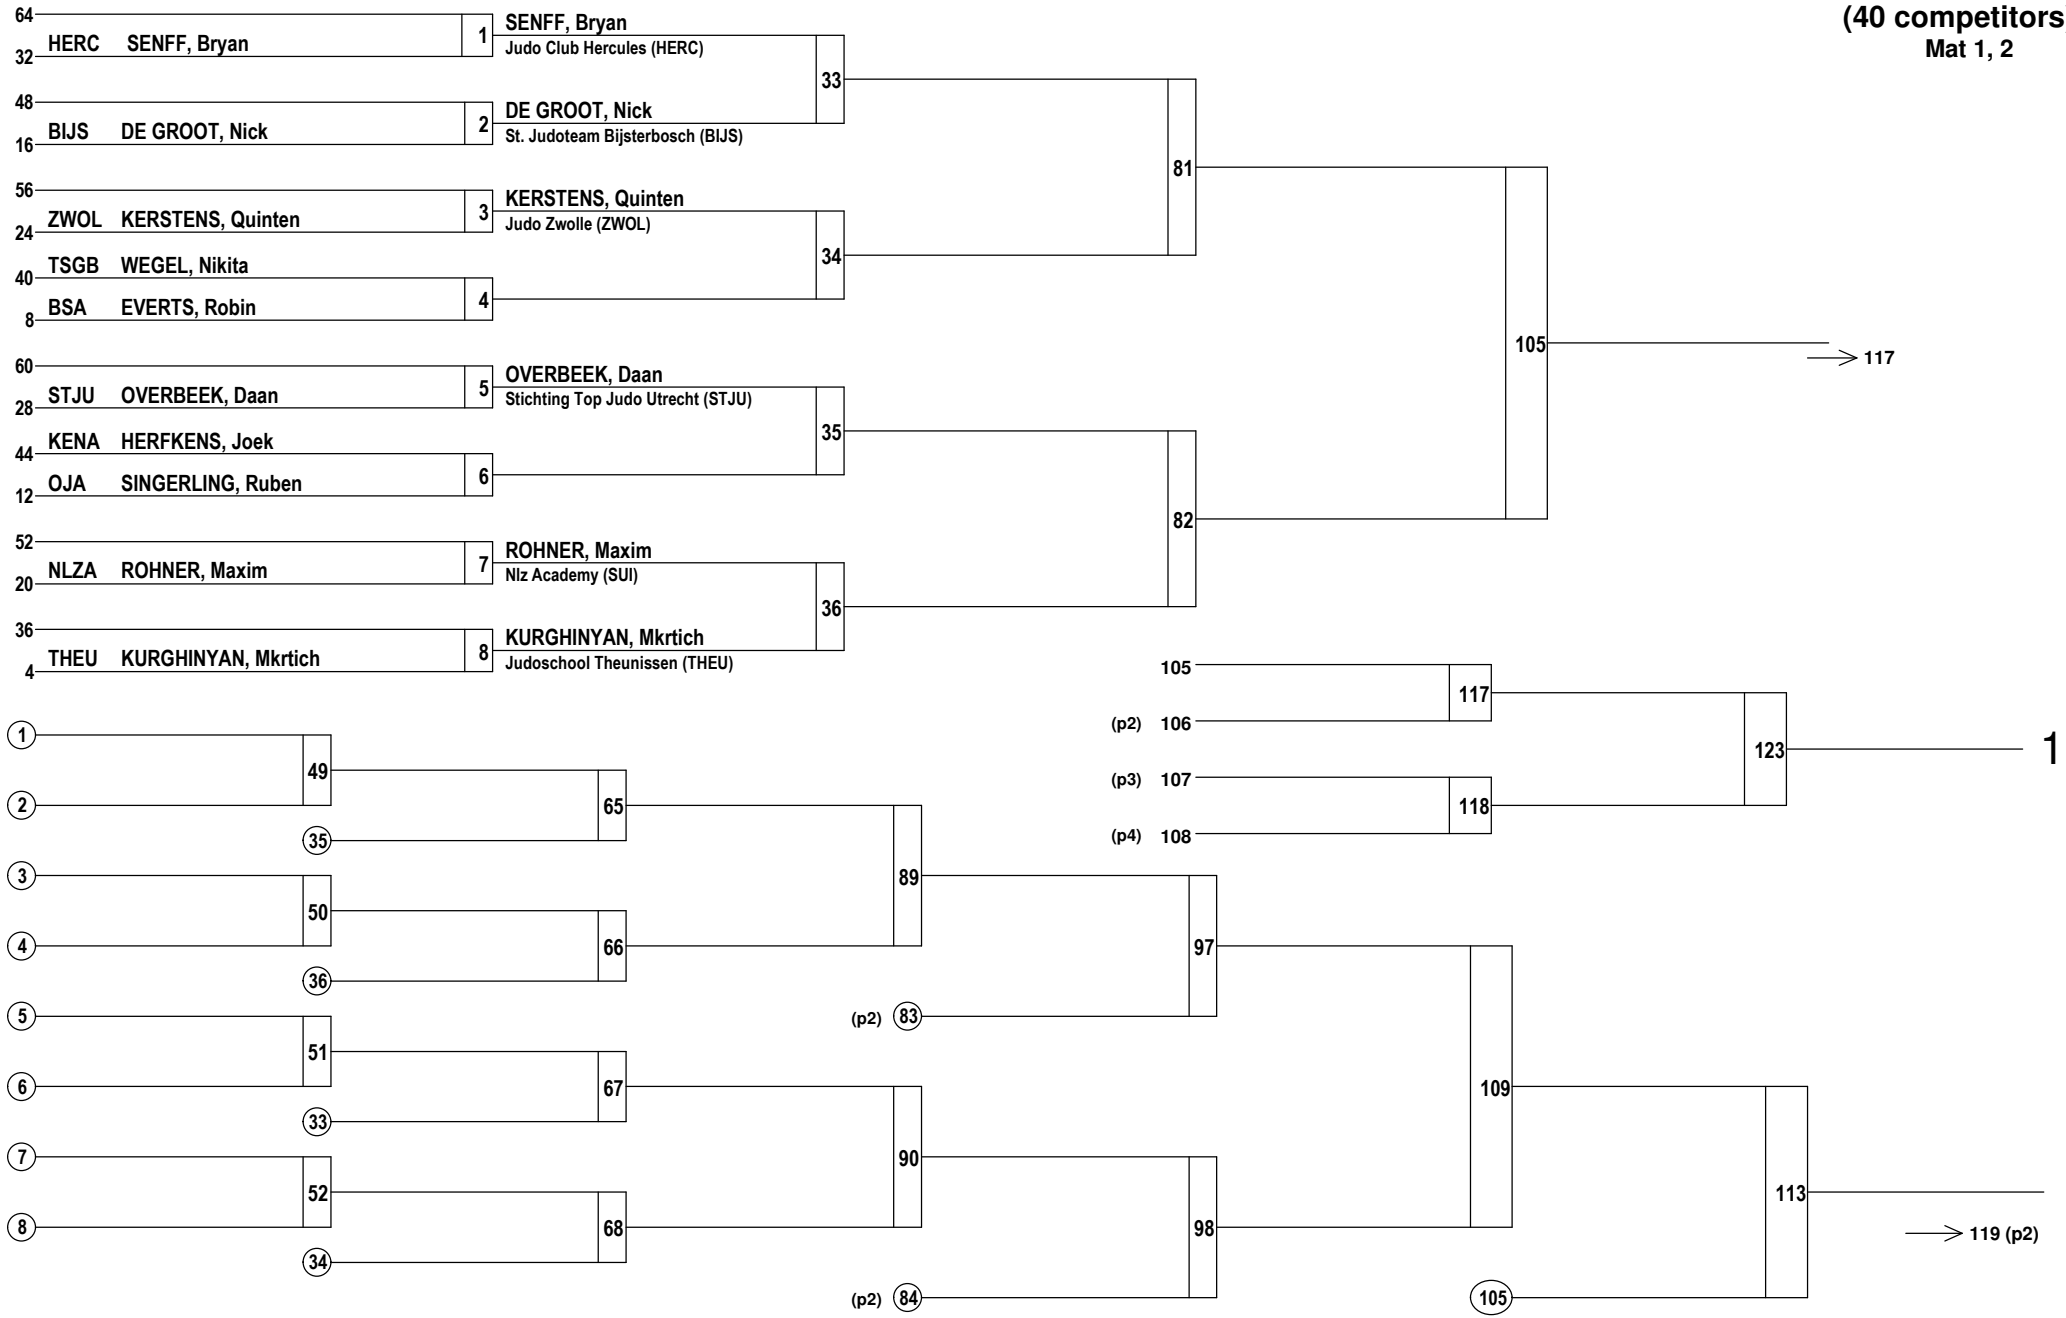 (40 competitors
Mat 1, 2
64
HERC SENFF, Bryan
32
1
SENFF, Bryan
Judo Club Hercules (HERC)
33
48
BIJS DE GROOT, Nick
16
2
DE GROOT, Nick
St. Judoteam Bijsterbosch (BIJS)
81
56
ZWOL KERSTENS, Quinten
24
3
KERSTENS, Quinten
Judo Zwolle (ZWOL)
34
TSGB WEGEL, Nikita
40
BSA EVERTS, Robin
8
4
105
117
60
STJU OVERBEEK, Daan
28
5
OVERBEEK, Daan
Stichting Top Judo Utrecht (STJU)
35
KENA HERFKENS, Joek
44
OJA SINGERLING, Ruben
12
6
82
52
NLZA ROHNER, Maxim
20
7
ROHNER, Maxim
Nlz Academy (SUI)
36
36
THEU KURGHINYAN, Mkrtich
4
8
KURGHINYAN, Mkrtich
Judoschool Theunissen (THEU)
105
117
(p2) 106
123
1
(p3) 107
118
(p4) 108
1
49
2
65
35
89
3
50
4
66
36
97
(p2) 83
5
51
6
67
33
109
90
7
52
8
68
34
98
(p2) 84
113
119 (p2)
105